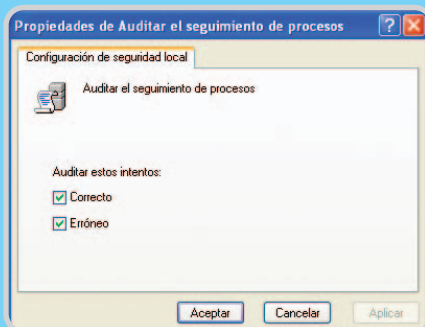 Propiedades de Auditar el seguimiento de procesos
Configuración de seguridad local
Auditar el seguimiento de procesos
Auditar estos intentos:
Correcto
Erróneo
Aceptar
Cancelar
Aplicar